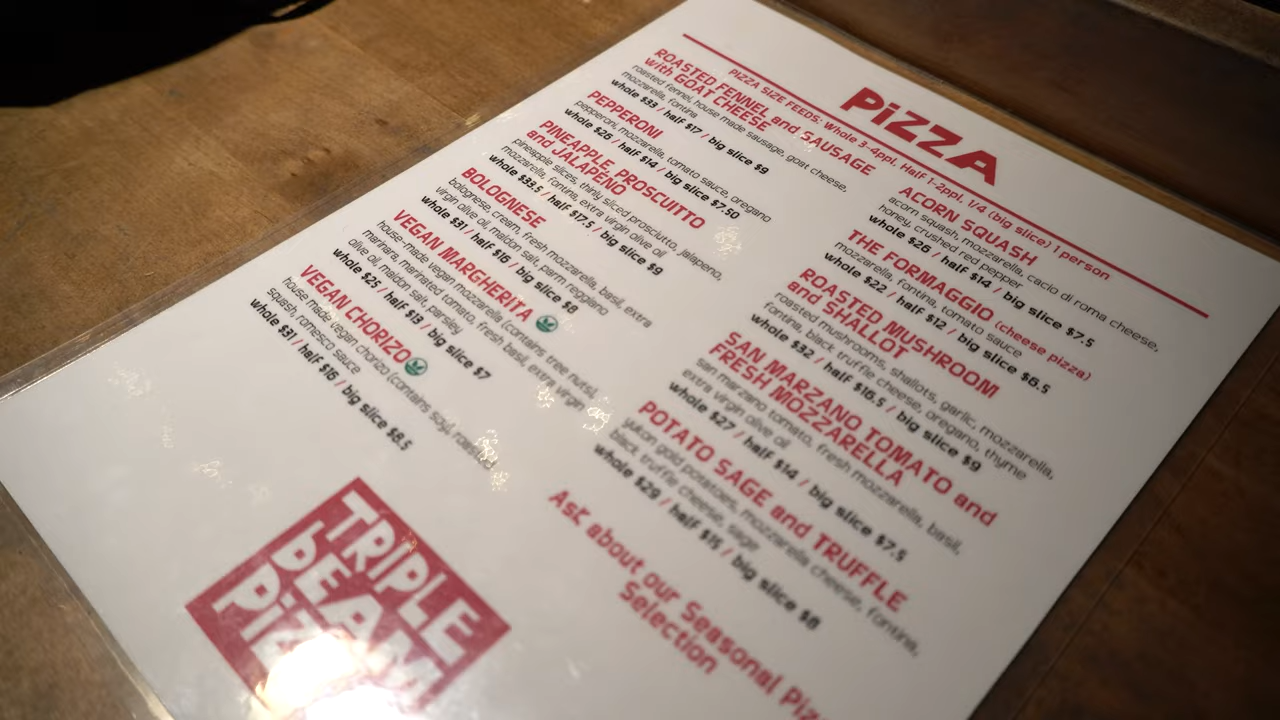 PiZZA
PIZZA SIZE FEEDS: Whole 3-4ppl. Half 1-2ppl. 1/4 (big slice) 1 person
ROASTED FENNEL and SAUSAGE
with GOAT CHEESE
roasted fennel, house made sausage, goat cheese,
mozzarella, fontina
whole $33 / half $17 / big slice $9
PEPPERONI
pepperoni, mozzarella, tomato sauce, oregano
whole $26 / half $14 / big slice $7.50
PINEAPPLE, PROSCUITTO
and JALAPEÑO
pineapple slices, thinly sliced prosciutto, jalapeno,
mozzarella, fontina, extra virgin olive oil
whole $33.5 / half $17.5 / big slice $9
BOLOGNESE
bolognese, cream, fresh mozzarella, basil, extra
virgin olive oil, maldon salt, parm reggiano
whole $31 / half $16 / big slice $8
VEGAN MARGHERITA
house-made vegan mozzarella (contains tree nuts),
marinara, marinated tomato, fresh basil, extra virgin
olive oil, maldon salt, parsley
whole $25 / half $13 / big slice $7
VEGAN CHORIZO
house made vegan chorizo (contains soy), roasted
squash, romesco sauce
whole $31 / half $16 / big slice $8.5
ACORN SQUASH
acorn squash, mozzarella, cacio di roma cheese,
honey, crushed red pepper
whole $26 / half $14 / big slice $7.5
THE FORMAGGIO (cheese pizza)
mozzarella, fontina, tomato sauce
whole $22 / half $12 / big slice $6.5
ROASTED MUSHROOM
and SHALLOT
roasted mushrooms, shallots, garlic, mozzarella,
fontina, black truffle cheese, oregano, thyme
whole $32 / half $16.5 / big slice $9
SAN MARZANO TOMATO and
FRESH MOZZARELLA
san marzano tomato, fresh mozzarella, basil,
extra virgin olive oil
whole $27 / half $14 / big slice $7.5
POTATO SAGE and TRUFFLE
yukon gold potatoes, mozzarella cheese, fontina,
black truffle cheese, sage
whole $29 / half $15 / big slice $8
Ask about our Seasonal Piz
Selection
TRIPLE
bEAM
PiZZA